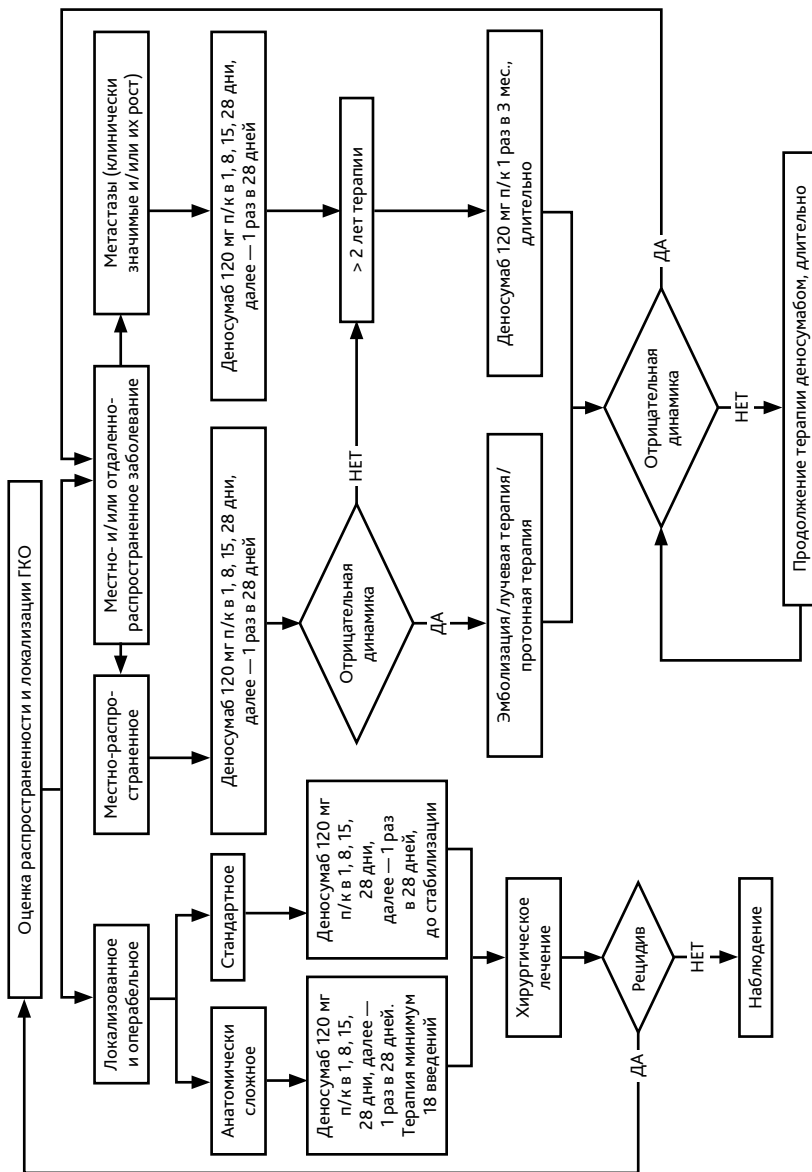 Оценка распространенности и локализации ГКО
Локализованное
и операбельное
Местно- и/или отдаленно-
распространенное заболевание
Анатомически
сложное
Стандартное
Местно-распро-
страненное
Метастазы (клинически
значимые и/или их рост)
Деносумаб 120 мг
п/к в 1, 8, 15,
28 дни, далее —
1 раз в 28 дней.
Терапия минимум
18 введений
Деносумаб 120 мг
п/к в 1, 8, 15,
28 дни,
далее — 1 раз
в 28 дней,
до стабилизации
Деносумаб 120 мг п/к в 1, 8, 15, 28 дни,
далее — 1 раз в 28 дней
Деносумаб 120 мг п/к в 1, 8, 15, 28 дни,
далее — 1 раз в 28 дней
Отрицательная
динамика
НЕТ
> 2 лет терапии
ДА
Хирургическое
лечение
Эмболизация/лучевая терапия/
протонная терапия
Деносумаб 120 мг п/к 1 раз в 3 мес.,
длительно
Рецидив
ДА
НЕТ
Отрицательная
динамика
ДА
НЕТ
Наблюдение
Продолжение терапии деносумабом, длительно